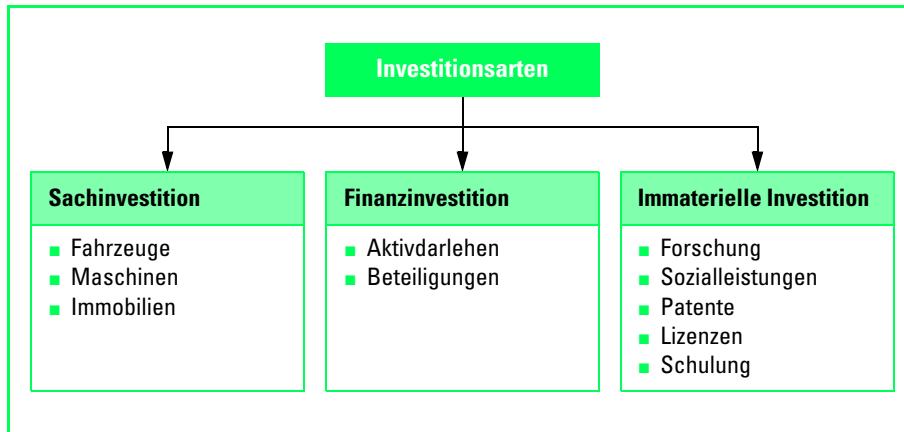 Investitionsarten
Sachinvestition
Fahrzeuge
Maschinen
Immobilien
Finanzinvestition
Aktivdarlehen
Beteiligungen
Immaterielle Investition
Forschung
Sozialleistungen
Patente
Lizenzen
Schulung